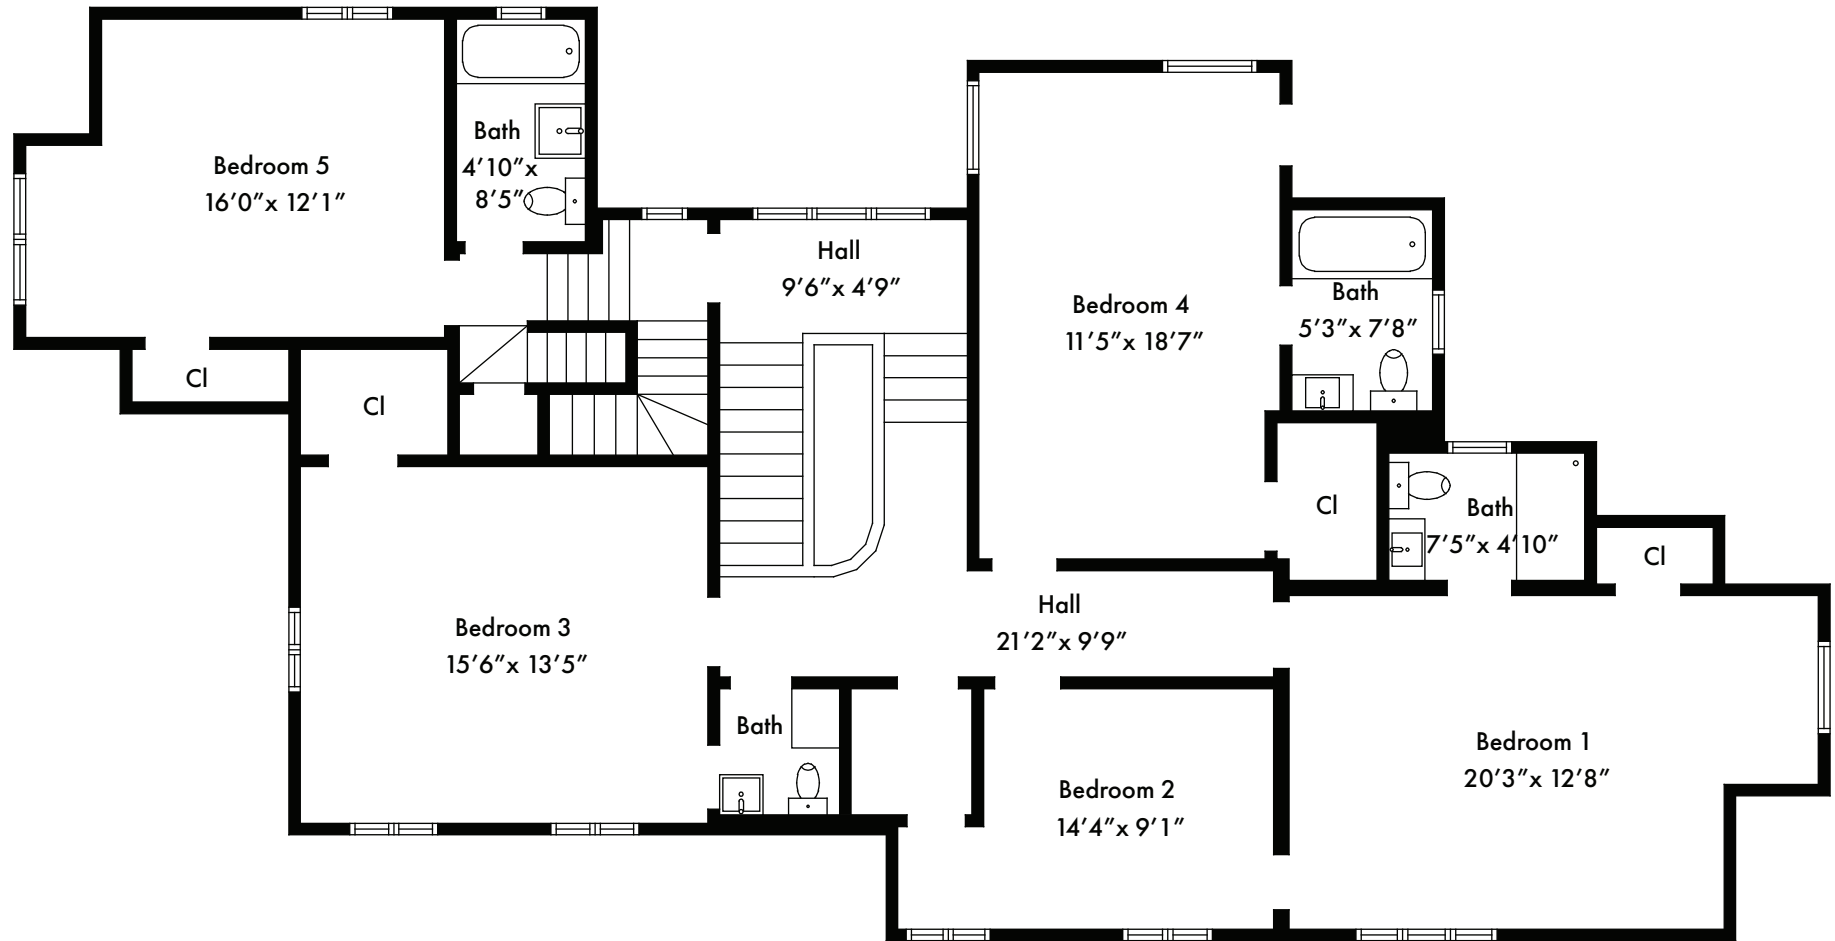 Bedroom 5
16'0"x 12'1"
Bath
4'10"x
8'5"
Hall
9'6"x 4'9"
Bedroom 4
11'5"x 18'7"
Bath
5'3"x 7'8"
Cl
Cl
Cl
Bath
7'5"x 4'10"
Cl
Bedroom 3
15'6"x 13'5"
Hall
21'2"x 9'9"
Bath
Bedroom 2
14'4"x 9'1"
Bedroom 1
20'3"x 12'8"